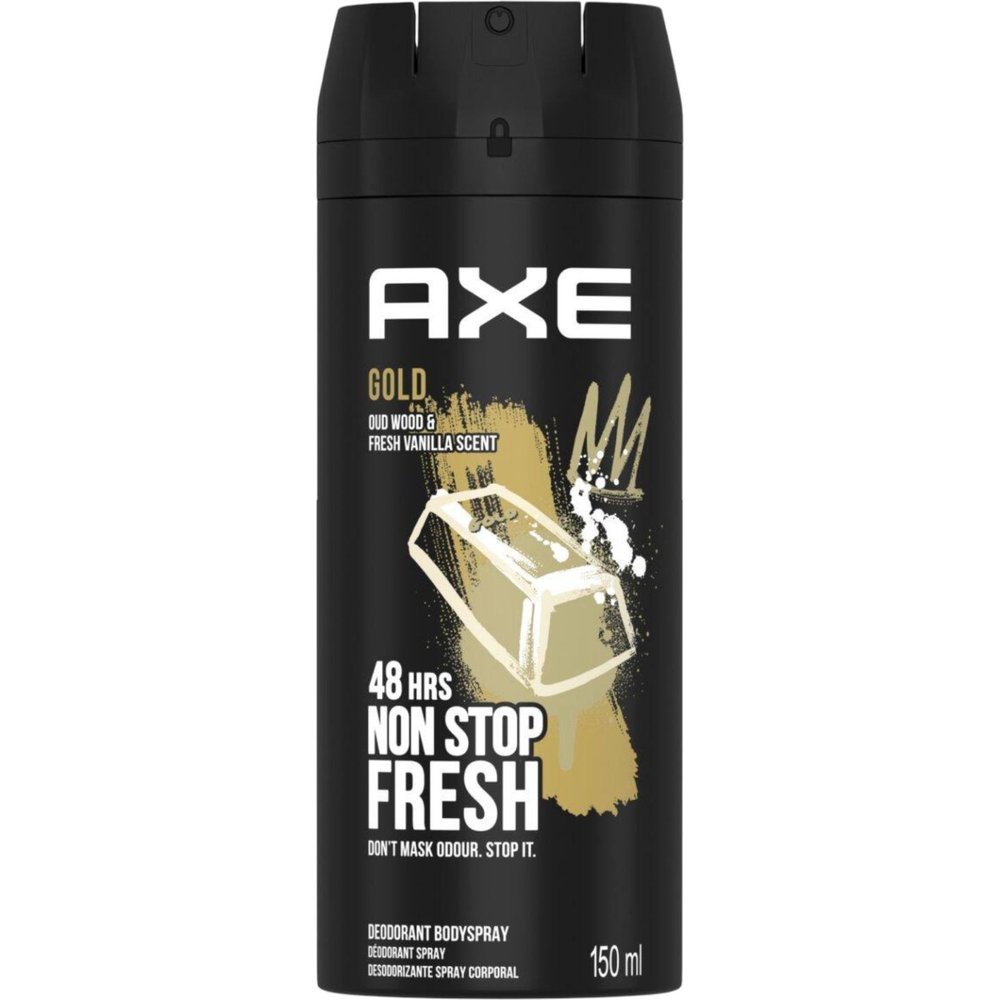 AXE
GOLD
OUD WOOD &
FRESH VANILLA SCENT
GOLD
48 HRS
NON STOP
FRESH
DON'T MASK ODOUR. STOP IT.
DEODORANT BODYSPRAY
DÉODORANT SPRAY
DESODORIZANTE SPRAY CORPORAL
150 ml